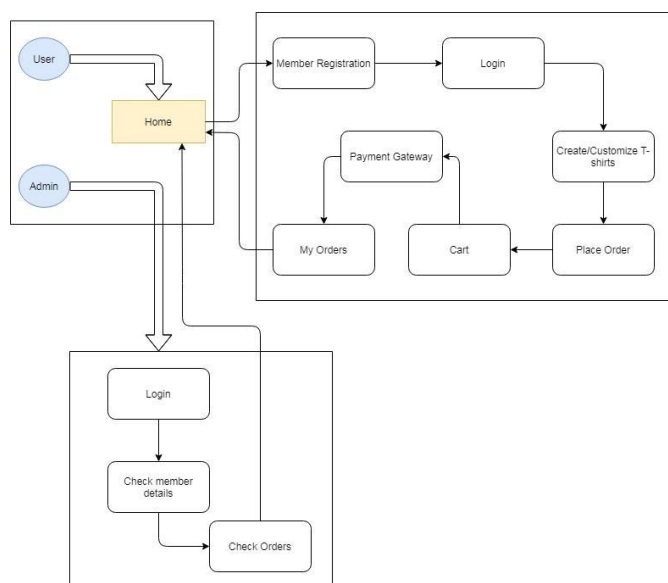 User
Home
Admin
Member Registration
Login
Create/Customize T-
shirts
Payment Gateway
My Orders
Cart
Place Order
Login
Check member
details
Check Orders